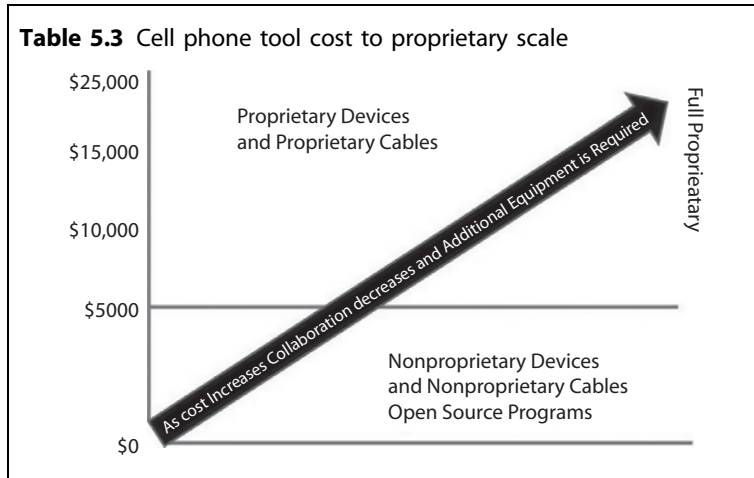 Table 5.3 Cell phone tool cost to proprietary scale
$25,000
$15,000
$10,000
$5000
$0
Proprietary Devices
and Proprietary Cables
As cost Increases Collaboration decreases and Additional Equipment is Required
Full Proprieatary
Nonproprietary Devices
and Nonproprietary Cables
Open Source Programs